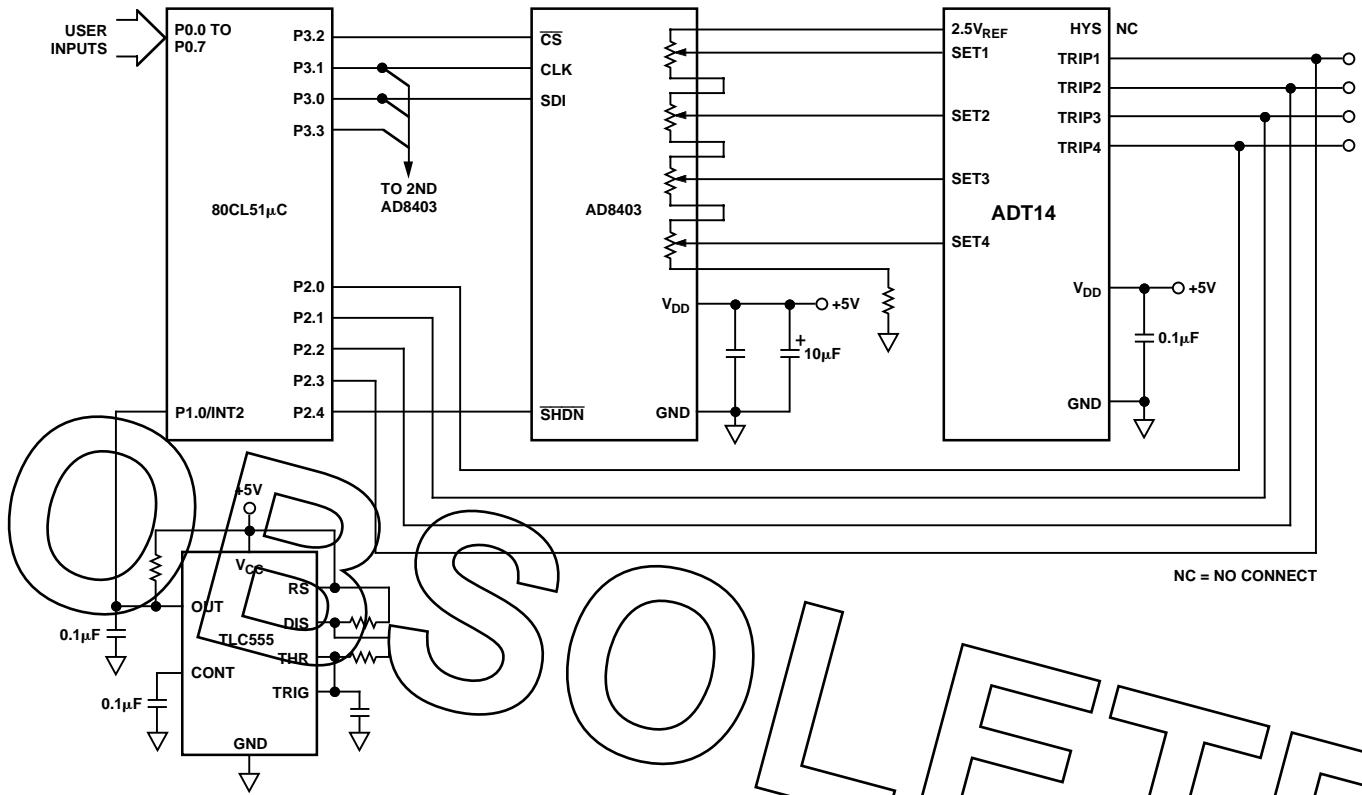 USER
INPUTS
P0.0 TO
P0.7
P3.2
P3.1
P3.0
P3.3
TO 2ND
AD8403
80CL51µC
P2.0
P2.1
P2.2
P2.3
P2.4
P1.0/INT2
CS
CLK
SDI
AD8403
VDD
+5V
10µF
+
GND
SHDN
2.5VREF
SET1
SET2
SET3
SET4
ADT14
HYS
NC
TRIP1
TRIP2
TRIP3
TRIP4
VDD
+5V
0.1µF
GND
NC = NO CONNECT
+5V
VCC
RS
OUT
DIS
0.1µF
TLC555
THR
CONT
TRIG
0.1µF
GND
OBSOLETE